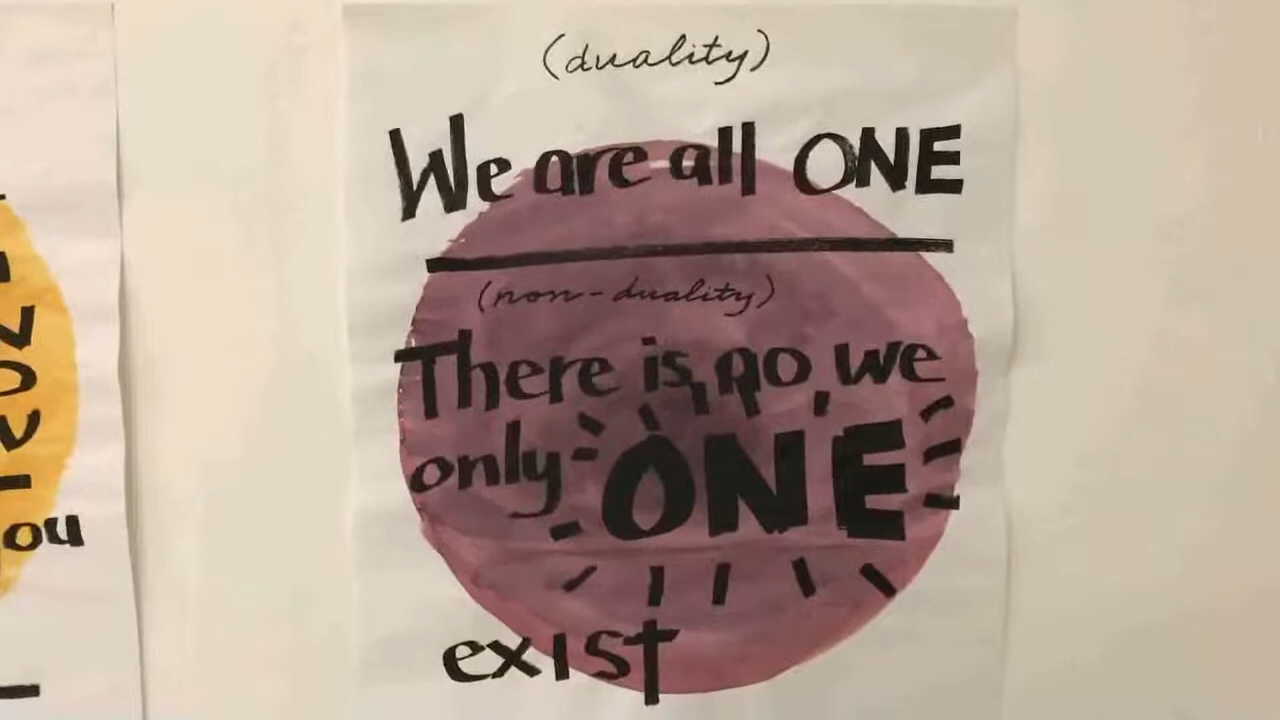 (duality)
We are all ONE
(non-duality)
There is no we
only ONE
exist
ou